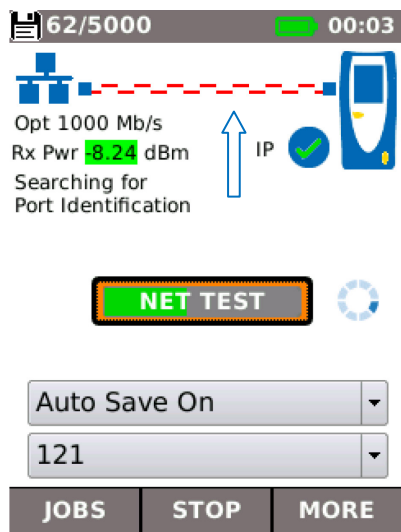 62/5000 00:03
Opt 1000 Mb/s
Rx Pwr -8.24 dBm IP
Searching for
Port Identification
NET TEST
Auto Save On
121
JOBS STOP MORE